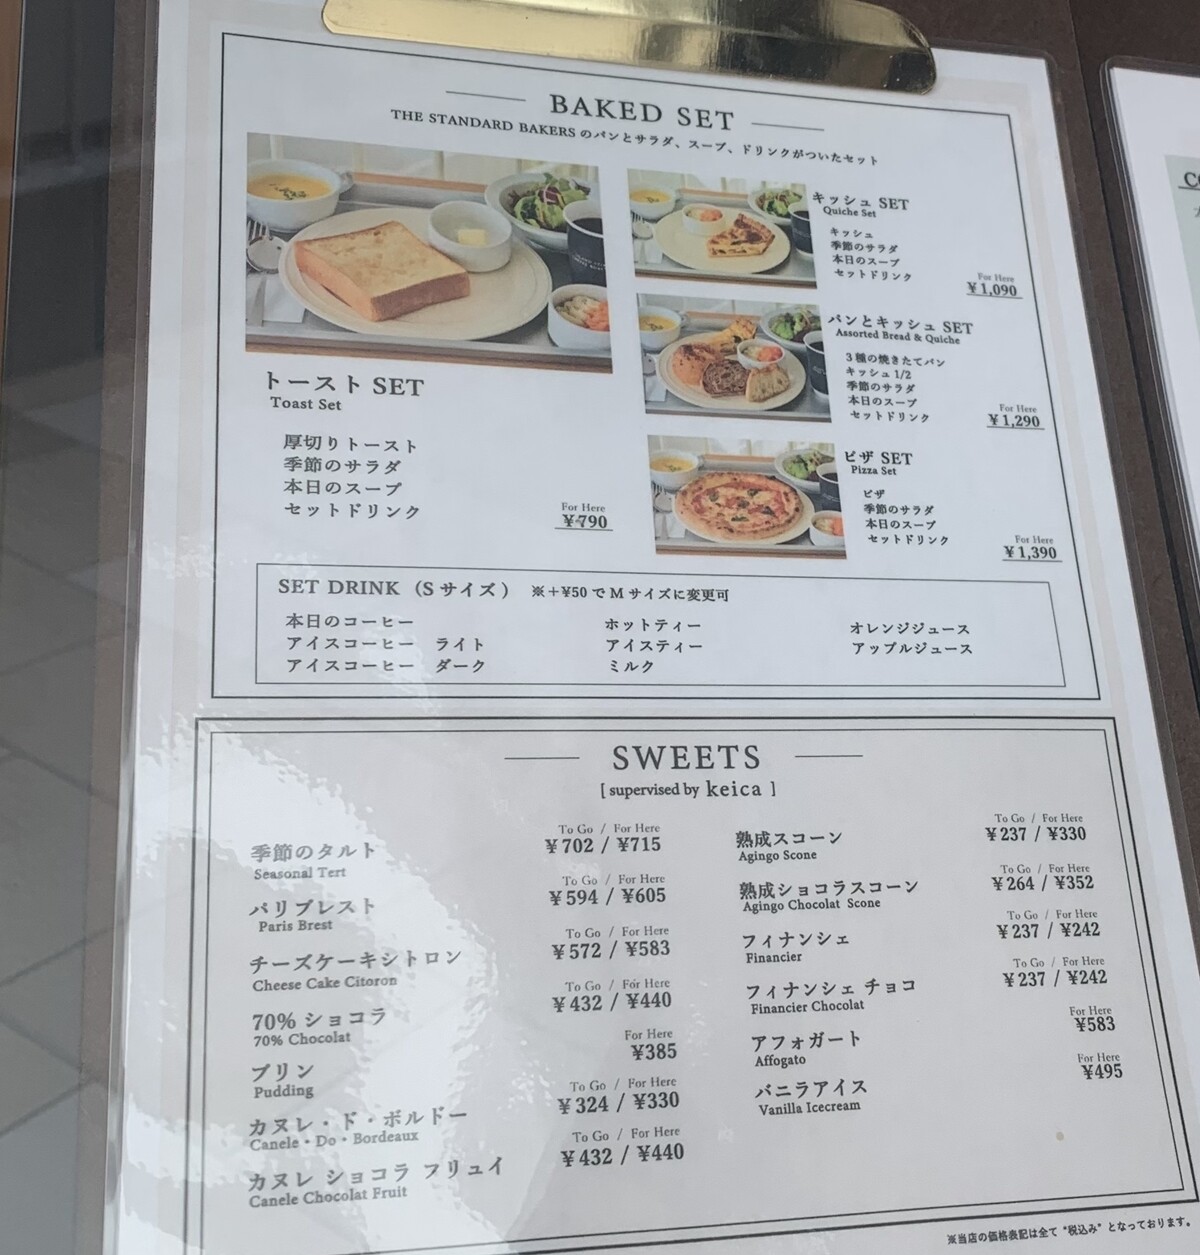 BAKED SET
THE STANDARD BAKERS のパンとサラダ、スープ、ドリンクがついたセット
トースト SET
Toast Set
厚切りトースト
季節のサラダ
本日のスープ
セットドリンク
For Here
¥790
キッシュ SET
Quiche Set
キッシュ
季節のサラダ
本日のスープ
セットドリンク
For Here
¥1,090
パンとキッシュ SET
Assorted Bread & Quiche
3種の焼きたてパン
キッシュ 1/2
季節のサラダ
本日のスープ
セットドリンク
For Here
¥1,290
ピザ SET
Pizza Set
ピザ
季節のサラダ
本日のスープ
セットドリンク
For Here
¥1,390
SET DRINK (Sサイズ) ※+¥50でMサイズに変更可
本日のコーヒー
アイスコーヒー ライト
アイスコーヒー ダーク
ホットティー
アイスティー
ミルク
オレンジジュース
アップルジュース
SWEETS
[ supervised by keica ]
季節のタルト
Seasonal Tert
To Go / For Here
¥702 / ¥715
パリブレスト
Paris Brest
To Go / For Here
¥594 / ¥605
チーズケーキシトロン
Cheese Cake Citoron
To Go / For Here
¥572 / ¥583
70% ショコラ
70% Chocolat
To Go / For Here
¥432 / ¥440
プリン
Pudding
For Here
¥385
カヌレ・ド・ボルドー
Canele・Do・Bordeaux
To Go / For Here
¥324 / ¥330
カヌレ ショコラ フリュイ
Canele Chocolat Fruit
To Go / For Here
¥432 / ¥440
熟成スコーン
Agingo Scone
To Go / For Here
¥237 / ¥330
熟成ショコラスコーン
Agingo Chocolat Scone
To Go / For Here
¥264 / ¥352
フィナンシェ
Financier
To Go / For Here
¥237 / ¥242
フィナンシェ チョコ
Financier Chocolat
To Go / For Here
¥237 / ¥242
アフォガート
Affogato
For Here
¥583
バニラアイス
Vanilla Icecream
For Here
¥495
※当店の価格表記は全て“税込み”となっております。